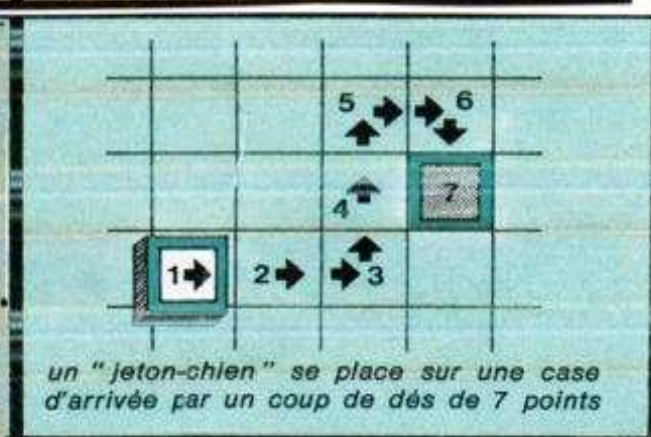 5 6
4 7
1 2 3
un "jeton-chien" se place sur une case
d'arrivée par un coup de dés de 7 points